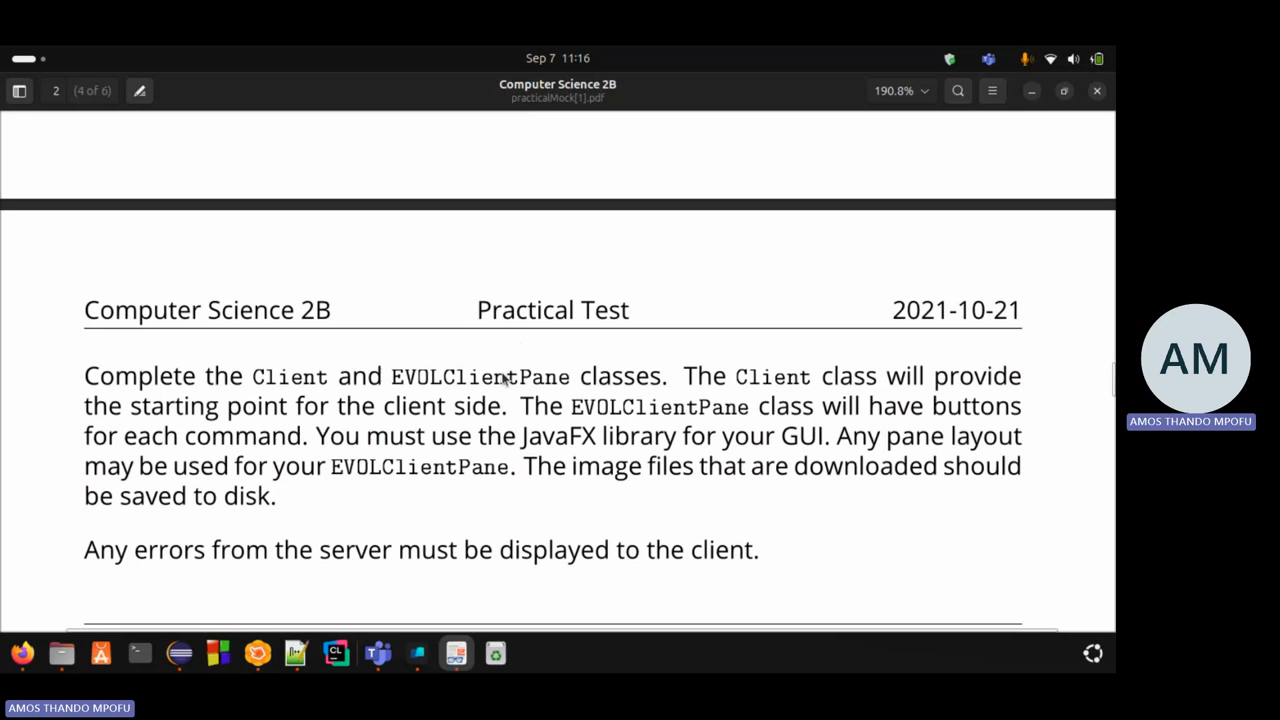 Sep 7 11:16
2 (4 of 6)
Computer Science 2B
practicalMock[1].pdf
190.8%
Computer Science 2B Practical Test 2021-10-21
Complete the Client and EVOLClientPane classes. The Client class will provide
the starting point for the client side. The EVOLClientPane class will have buttons
for each command. You must use the JavaFX library for your GUI. Any pane layout
may be used for your EVOLClientPane. The image files that are downloaded should
be saved to disk.
Any errors from the server must be displayed to the client.
AM
AMOS THANDO MPOFU
CL
AMOS THANDO MPOFU